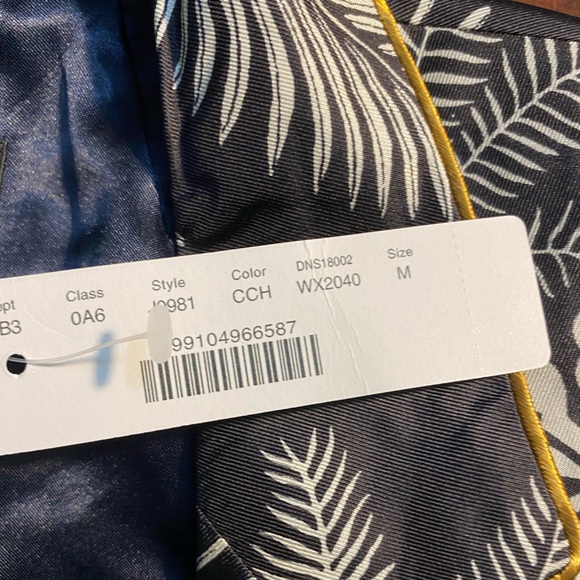 Class Style Color DNS18002 Size
0A6 CCH WX2040 M
99104966587